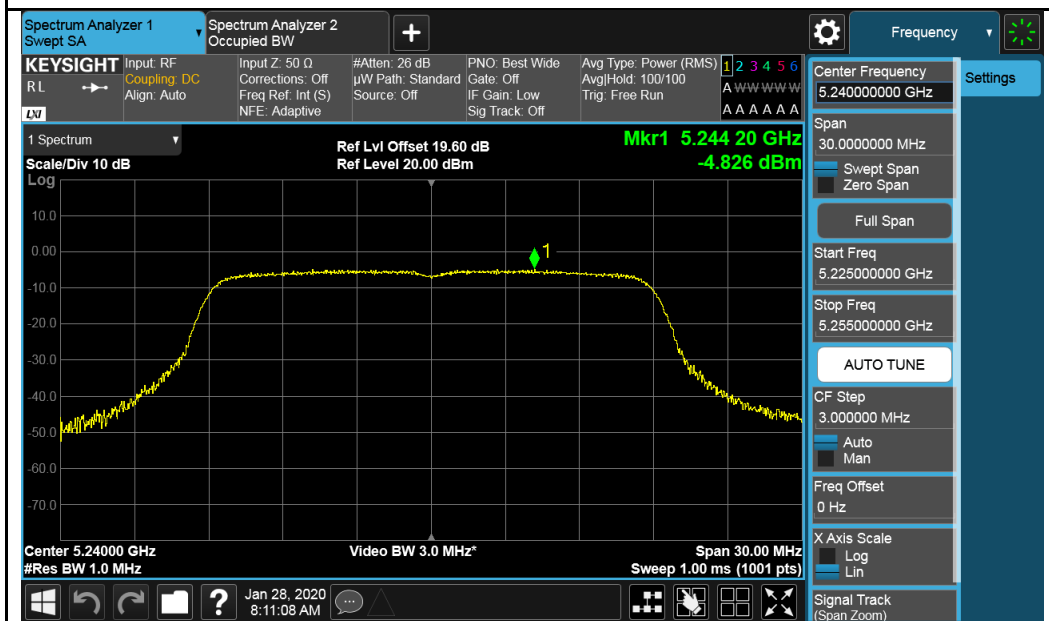 Spectrum Analyzer 1
Swept SA
Spectrum Analyzer 2
Occupied BW
Frequency
KEYSIGHT
R L
LXI
Input: RF
Coupling: DC
Align: Auto
Input Z: 50 Ω
Corrections: Off
Freq Ref: Int (S)
NFE: Adaptive
#Atten: 26 dB
µW Path: Standard
Source: Off
PNO: Best Wide
Gate: Off
IF Gain: Low
Sig Track: Off
Avg Type: Power (RMS)
Avg|Hold: 100/100
Trig: Free Run
1 2 3 4 5 6
A W W W W W
A A A A A A
1 Spectrum
Scale/Div 10 dB
Log
Ref Lvl Offset 19.60 dB
Ref Level 20.00 dBm
Mkr1 5.244 20 GHz
-4.826 dBm
10.0
0.00
-10.0
-20.0
-30.0
-40.0
-50.0
-60.0
-70.0
1
Center 5.24000 GHz
#Res BW 1.0 MHz
Video BW 3.0 MHz*
Span 30.00 MHz
Sweep 1.00 ms (1001 pts)
Center Frequency
5.240000000 GHz
Settings
Span
30.0000000 MHz
Swept Span
Zero Span
Full Span
Start Freq
5.225000000 GHz
Stop Freq
5.255000000 GHz
AUTO TUNE
CF Step
3.000000 MHz
Auto
Man
Freq Offset
0 Hz
X Axis Scale
Log
Lin
Signal Track
(Span Zoom)
?
Jan 28, 2020
8:11:08 AM